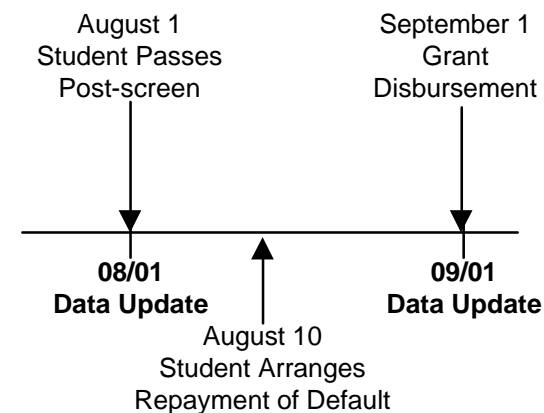 August 1
Student Passes
Post-screen
September 1
Grant
Disbursement
08/01
Data Update
09/01
Data Update
August 10
Student Arranges
Repayment of Default